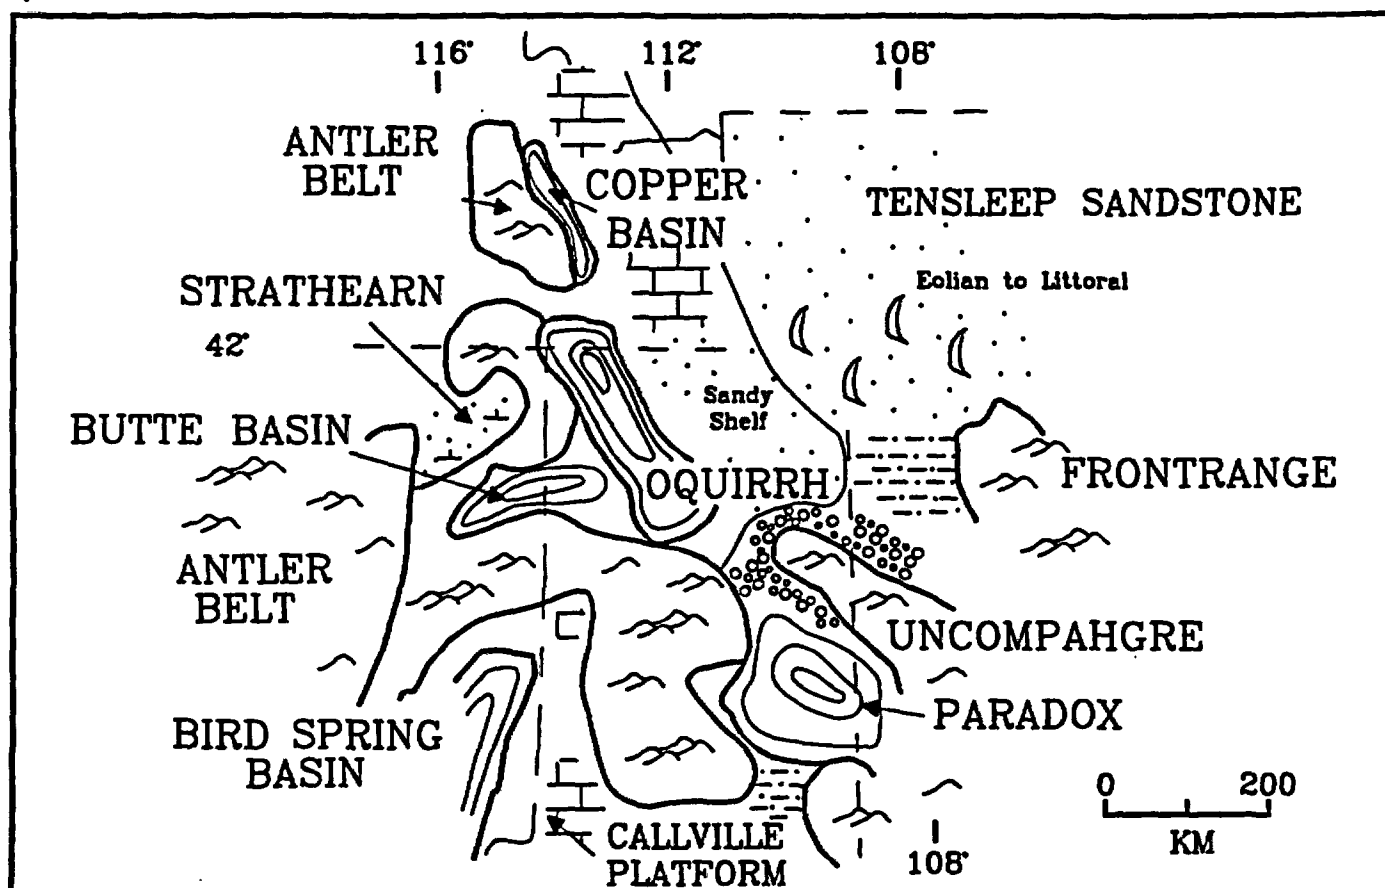 116°
112°
108°
ANTLER
BELT
COPPER
BASIN
TENSLEEP SANDSTONE
STRATHEARN
Eolian to Littoral
42°
Sandy
Shelf
BUTTE BASIN
OQUIRRH
FRONTRANGE
ANTLER
BELT
UNCOMPAHGRE
PARADOX
BIRD SPRING
BASIN
0 200
KM
CALLVILLE
PLATFORM
108°